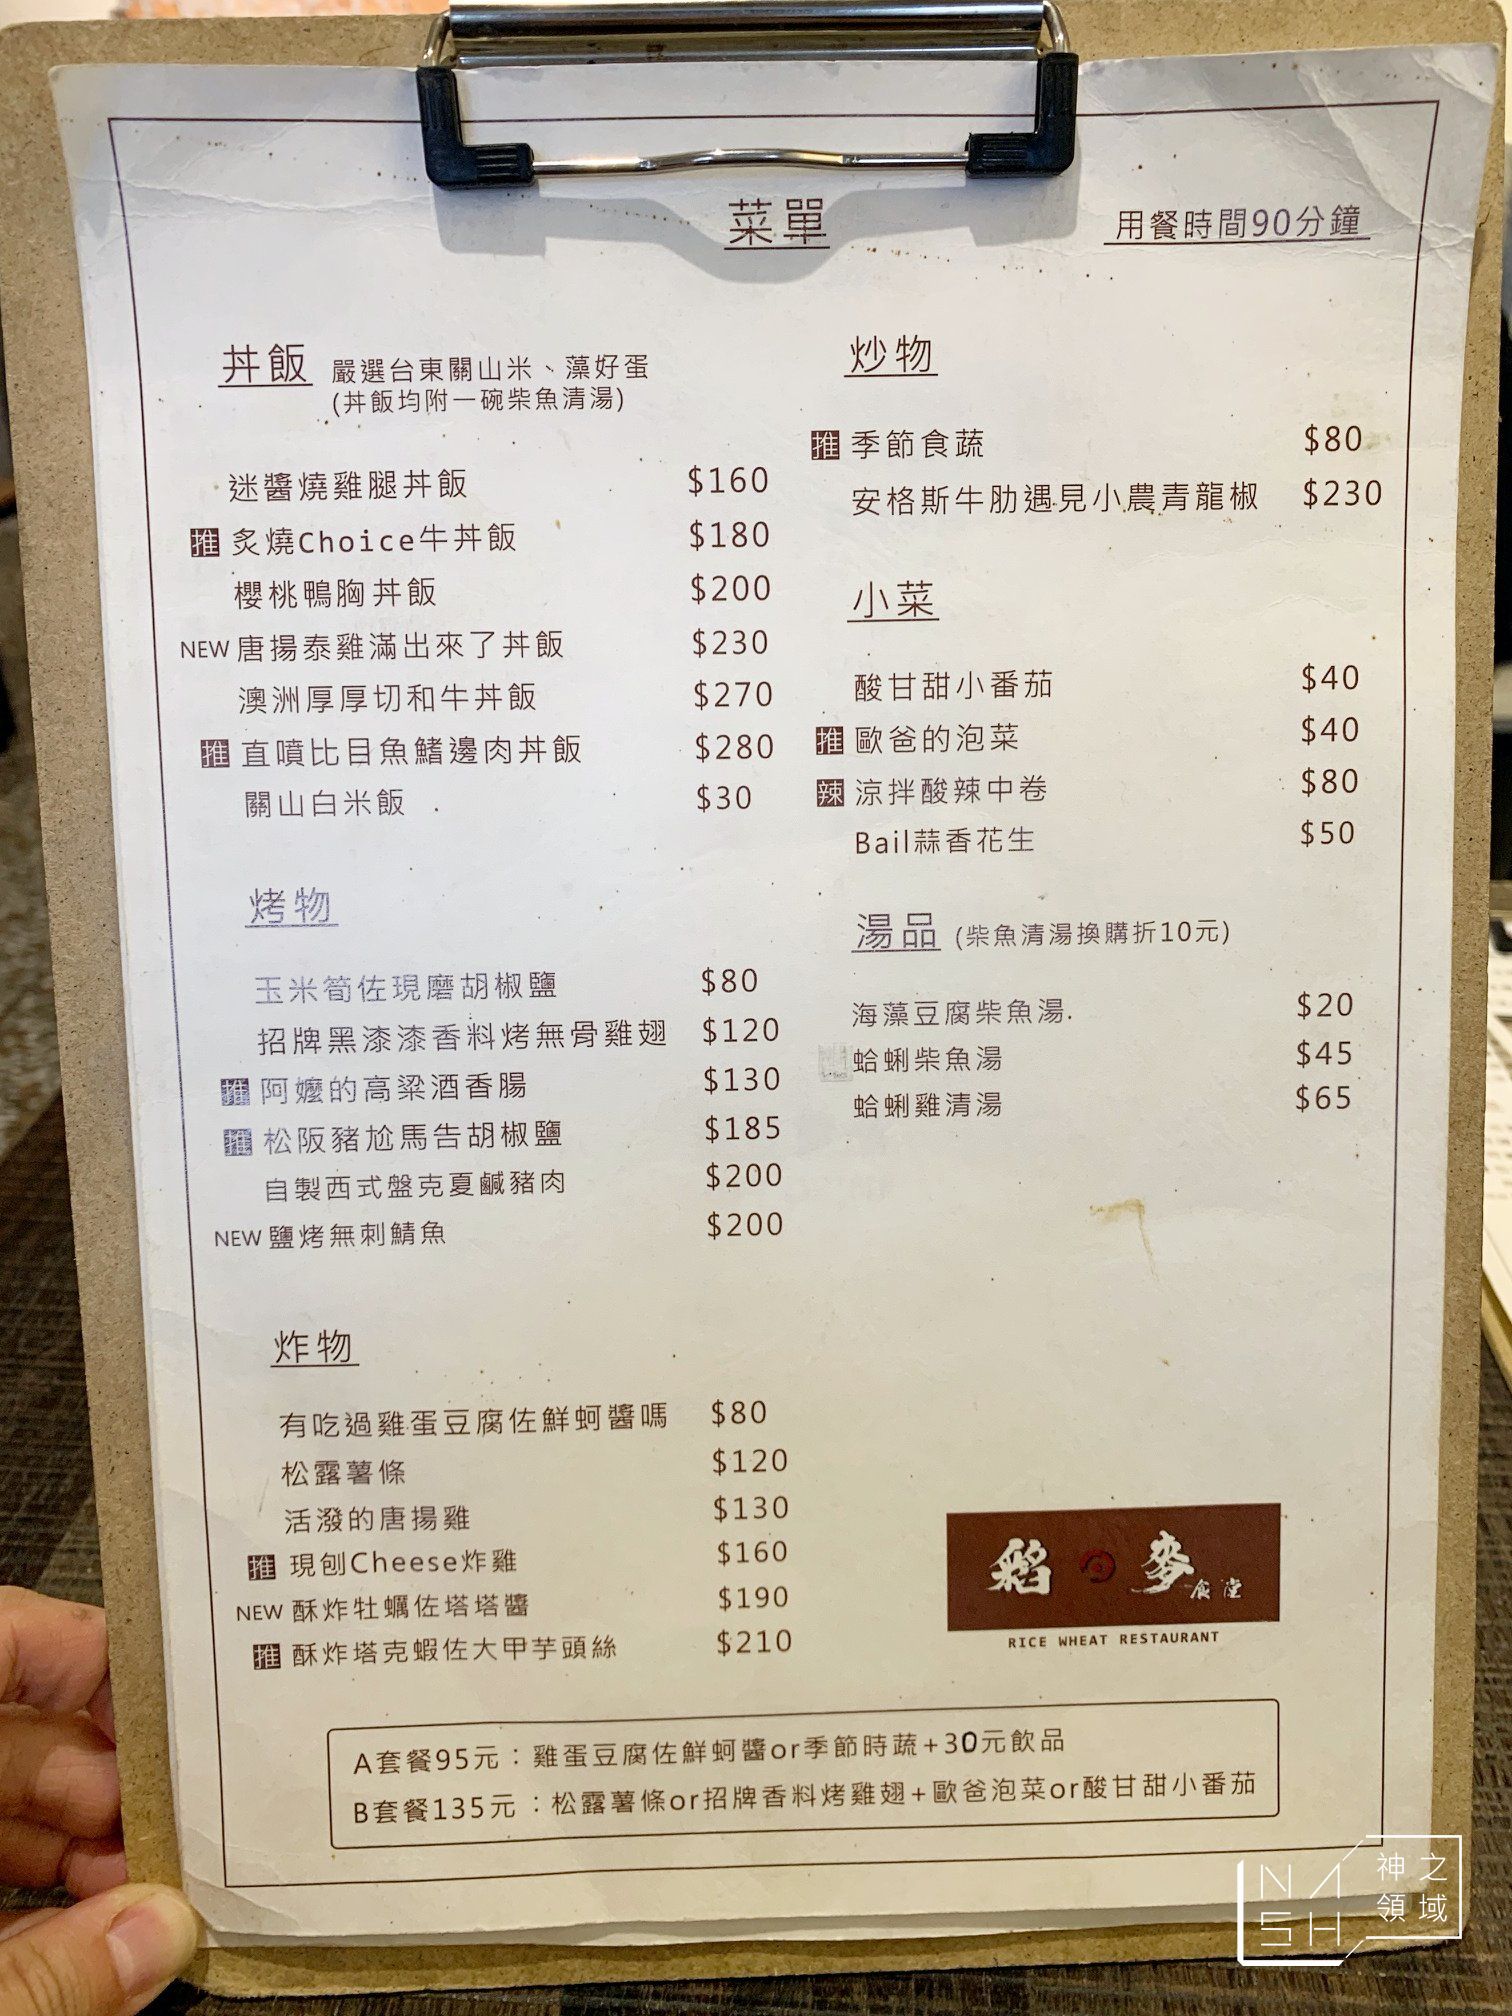 菜單
用餐時間90分鐘
丼飯 嚴選台東關山米、藻好蛋
(丼飯均附一碗柴魚清湯)
迷醬燒雞腿丼飯 $160
推 炙燒Choice牛丼飯 $180
櫻桃鴨胸丼飯 $200
NEW 唐揚泰雞滿出來了丼飯 $230
澳洲厚厚切和牛丼飯 $270
推 直噴比目魚鰭邊肉丼飯 $280
關山白米飯 $30
烤物
玉米筍佐現磨胡椒鹽 $80
招牌黑漆漆香料烤無骨雞翅 $120
推 阿嬤的高粱酒香腸 $130
推 松阪豬尬馬告胡椒鹽 $185
自製西式盤克夏鹹豬肉 $200
NEW 鹽烤無刺鯖魚 $200
炸物
有吃過雞蛋豆腐佐鮮蚵醬嗎 $80
松露薯條 $120
活潑的唐揚雞 $130
推 現刨Cheese炸雞 $160
NEW 酥炸牡蠣佐塔塔醬 $190
推 酥炸塔克蝦佐大甲芋頭絲 $210
炒物
推 季節食蔬 $80
安格斯牛肋遇見小農青龍椒 $230
小菜
酸甘甜小番茄 $40
推 歐爸的泡菜 $40
辣 涼拌酸辣中卷 $80
Bail蒜香花生 $50
湯品 (柴魚清湯換購折10元)
海藻豆腐柴魚湯. $20
蛤蜊柴魚湯 $45
蛤蜊雞清湯 $65
稻麥食堂
RICE WHEAT RESTAURANT
A套餐95元：雞蛋豆腐佐鮮蚵醬or季節時蔬+30元飲品
B套餐135元：松露薯條or招牌香料烤雞翅+歐爸泡菜or酸甘甜小番茄
NASH 神之領域